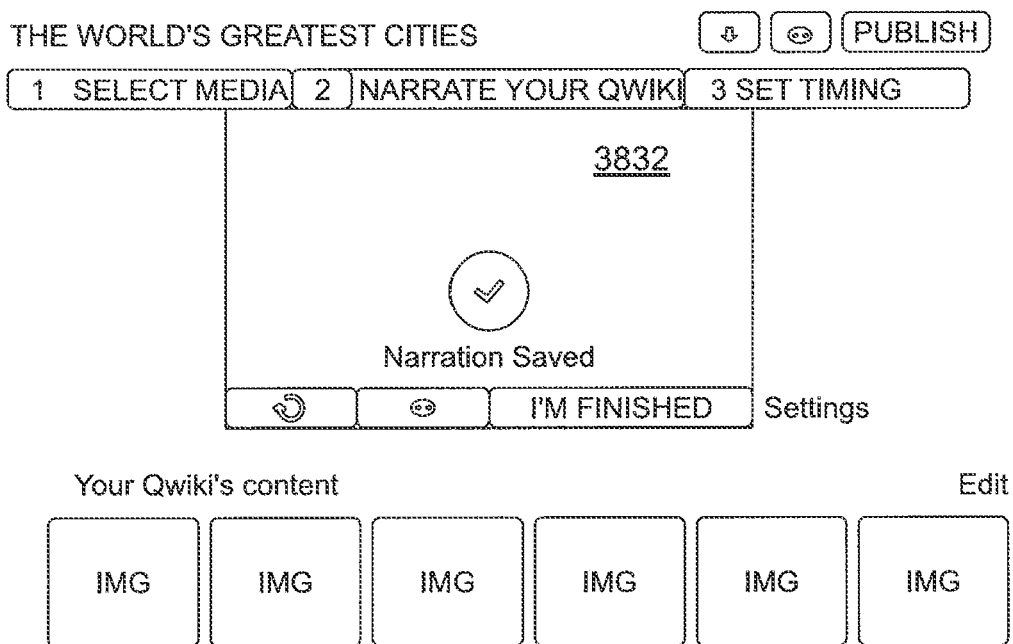 THE WORLD'S GREATEST CITIES PUBLISH
1 SELECT MEDIA 2 NARRATE YOUR QWIKI 3 SET TIMING
3832
Narration Saved
I'M FINISHED Settings
Your Qwiki's content Edit
IMG IMG IMG IMG IMG IMG